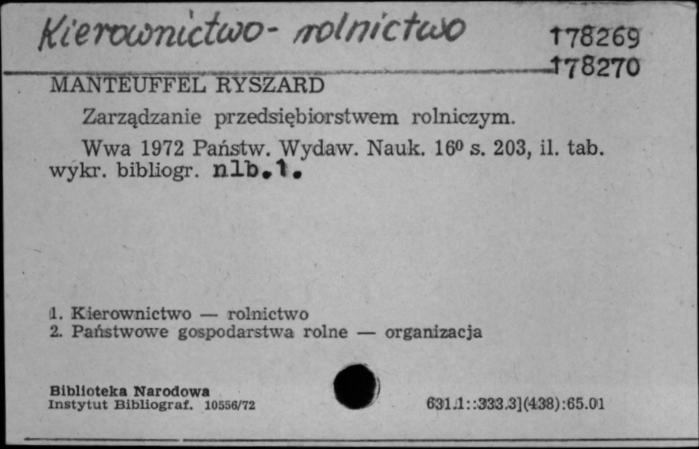 Kierownictwo - rolnictwo
178269
178270
MANTEUFFEL RYSZARD
Zarządzanie przedsiębiorstwem rolniczym.
Wwa 1972 Państw. Wydaw. Nauk. 16⁰ s. 203, il. tab.
wykr. bibliogr. nlb.1.
1. Kierownictwo — rolnictwo
2. Państwowe gospodarstwa rolne — organizacja
Biblioteka Narodowa
Instytut Bibliograf. 10556/72
631.1::333.3](438):65.01